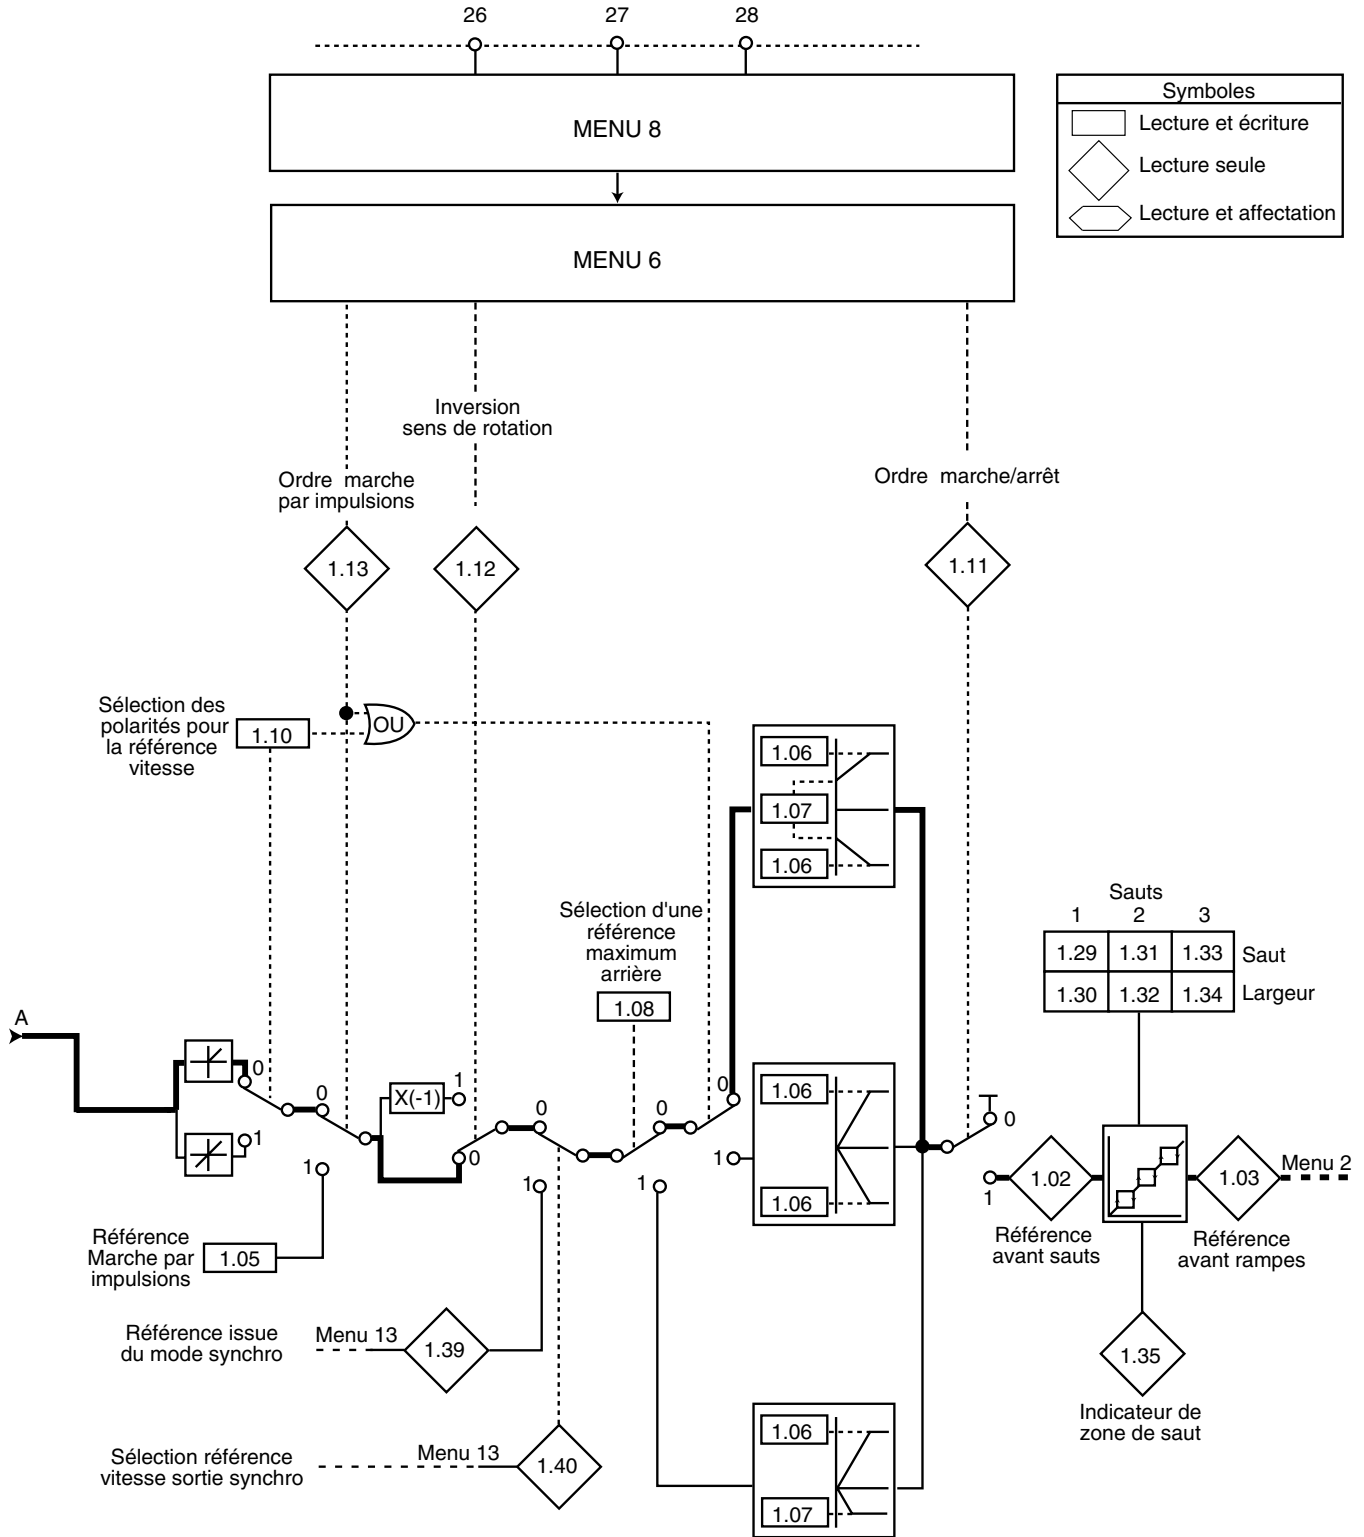 26 27 28
MENU 8
Symboles
Lecture et écriture
Lecture seule
Lecture et affectation
MENU 6
Inversion
sens de rotation
Ordre marche
par impulsions
Ordre marche/arrêt
1.13
1.12
1.11
Sélection des
polarités pour
la référence
vitesse
1.10
OU
1.06
1.07
1.06
Sélection d'une
référence
maximum
arrière
1.08
Sauts
1 2 3
1.29 1.31 1.33 Saut
1.30 1.32 1.34 Largeur
A
0
1
0
1
X(-1)
1
0
0
1
0
1
0
1
1.06
1.06
0
1
1.02
1.03
Menu 2
Référence
avant sauts
Référence
avant rampes
Référence
Marche par
impulsions
1.05
Référence issue
du mode synchro
Menu 13
1.39
1.35
Indicateur de
zone de saut
Sélection référence
vitesse sortie synchro
Menu 13
1.40
1.06
1.07